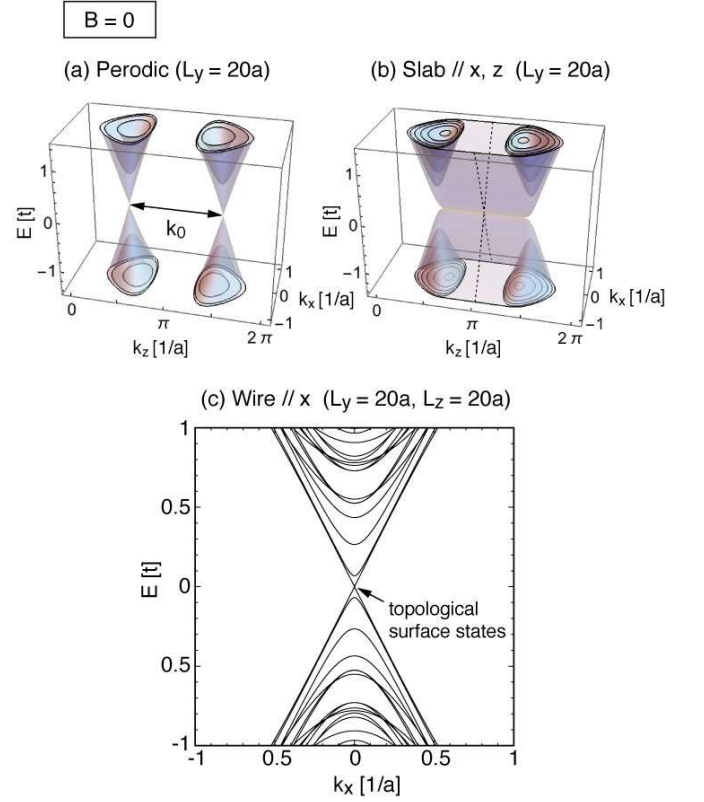 B = 0
(a) Perodic (Ly = 20a)
(b) Slab // x, z (Ly = 20a)
E [t]
1
0
−1
k0
0
π
2π
kz [1/a]
1
0
−1
kx [1/a]
E [t]
1
0
−1
0
π
2π
kz [1/a]
1
0
−1
kx [1/a]
(c) Wire // x (Ly = 20a, Lz = 20a)
E [t]
1
0.5
0
0.5
-1
topological
surface states
-1
0.5
0
0.5
1
kx [1/a]